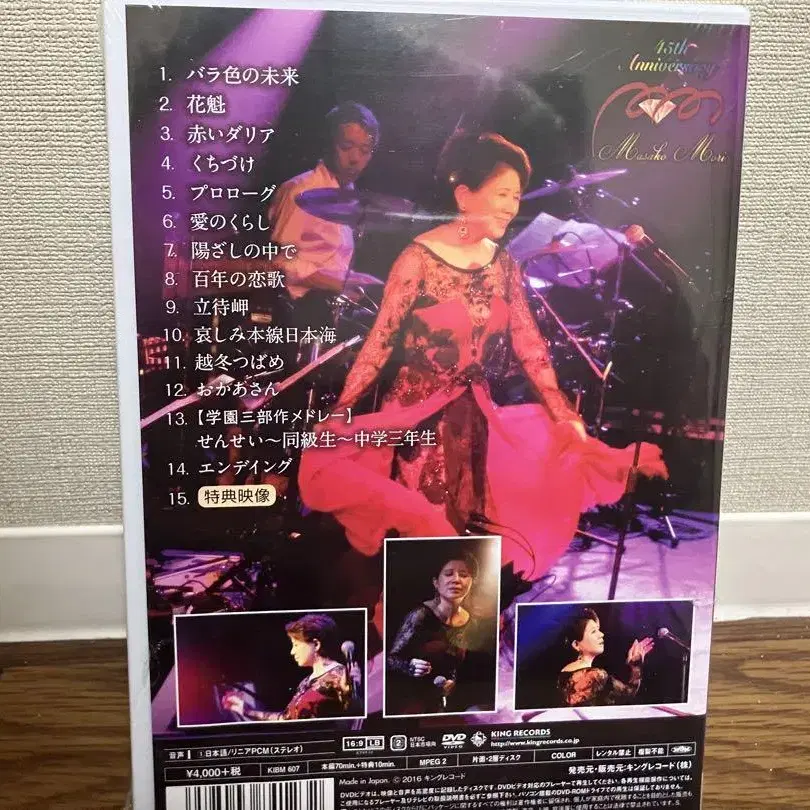 45th
Anniversary
Masako Mori
1. バラ色の未来
2. 花魁
3. 赤いダリア
4. くちづけ
5. プロローグ
6. 愛のくらし
7. 陽ざしの中で
8. 百年の恋歌
9. 立待岬
10. 哀しみ本線日本海
11. 越冬つばめ
12. おかあさん
13. 【学園三部作メドレー】
せんせい〜同級生〜中学三年生
14. エンディング
15. 特典映像
音声 1 日本語/リニアPCM(ステレオ) 16:9 LB 2 NTSC 日本市場向 DVD VIDEO KING RECORDS http://www.kingrecords.co.jp
¥4,000+税 KIBM 607 本編70min.+特典10min. MPEG 2 片面・2層ディスク COLOR レンタル禁止 複製不能
Made in Japan. Ⓒ 2016 キングレコード 発売元・販売元:キングレコード(株)